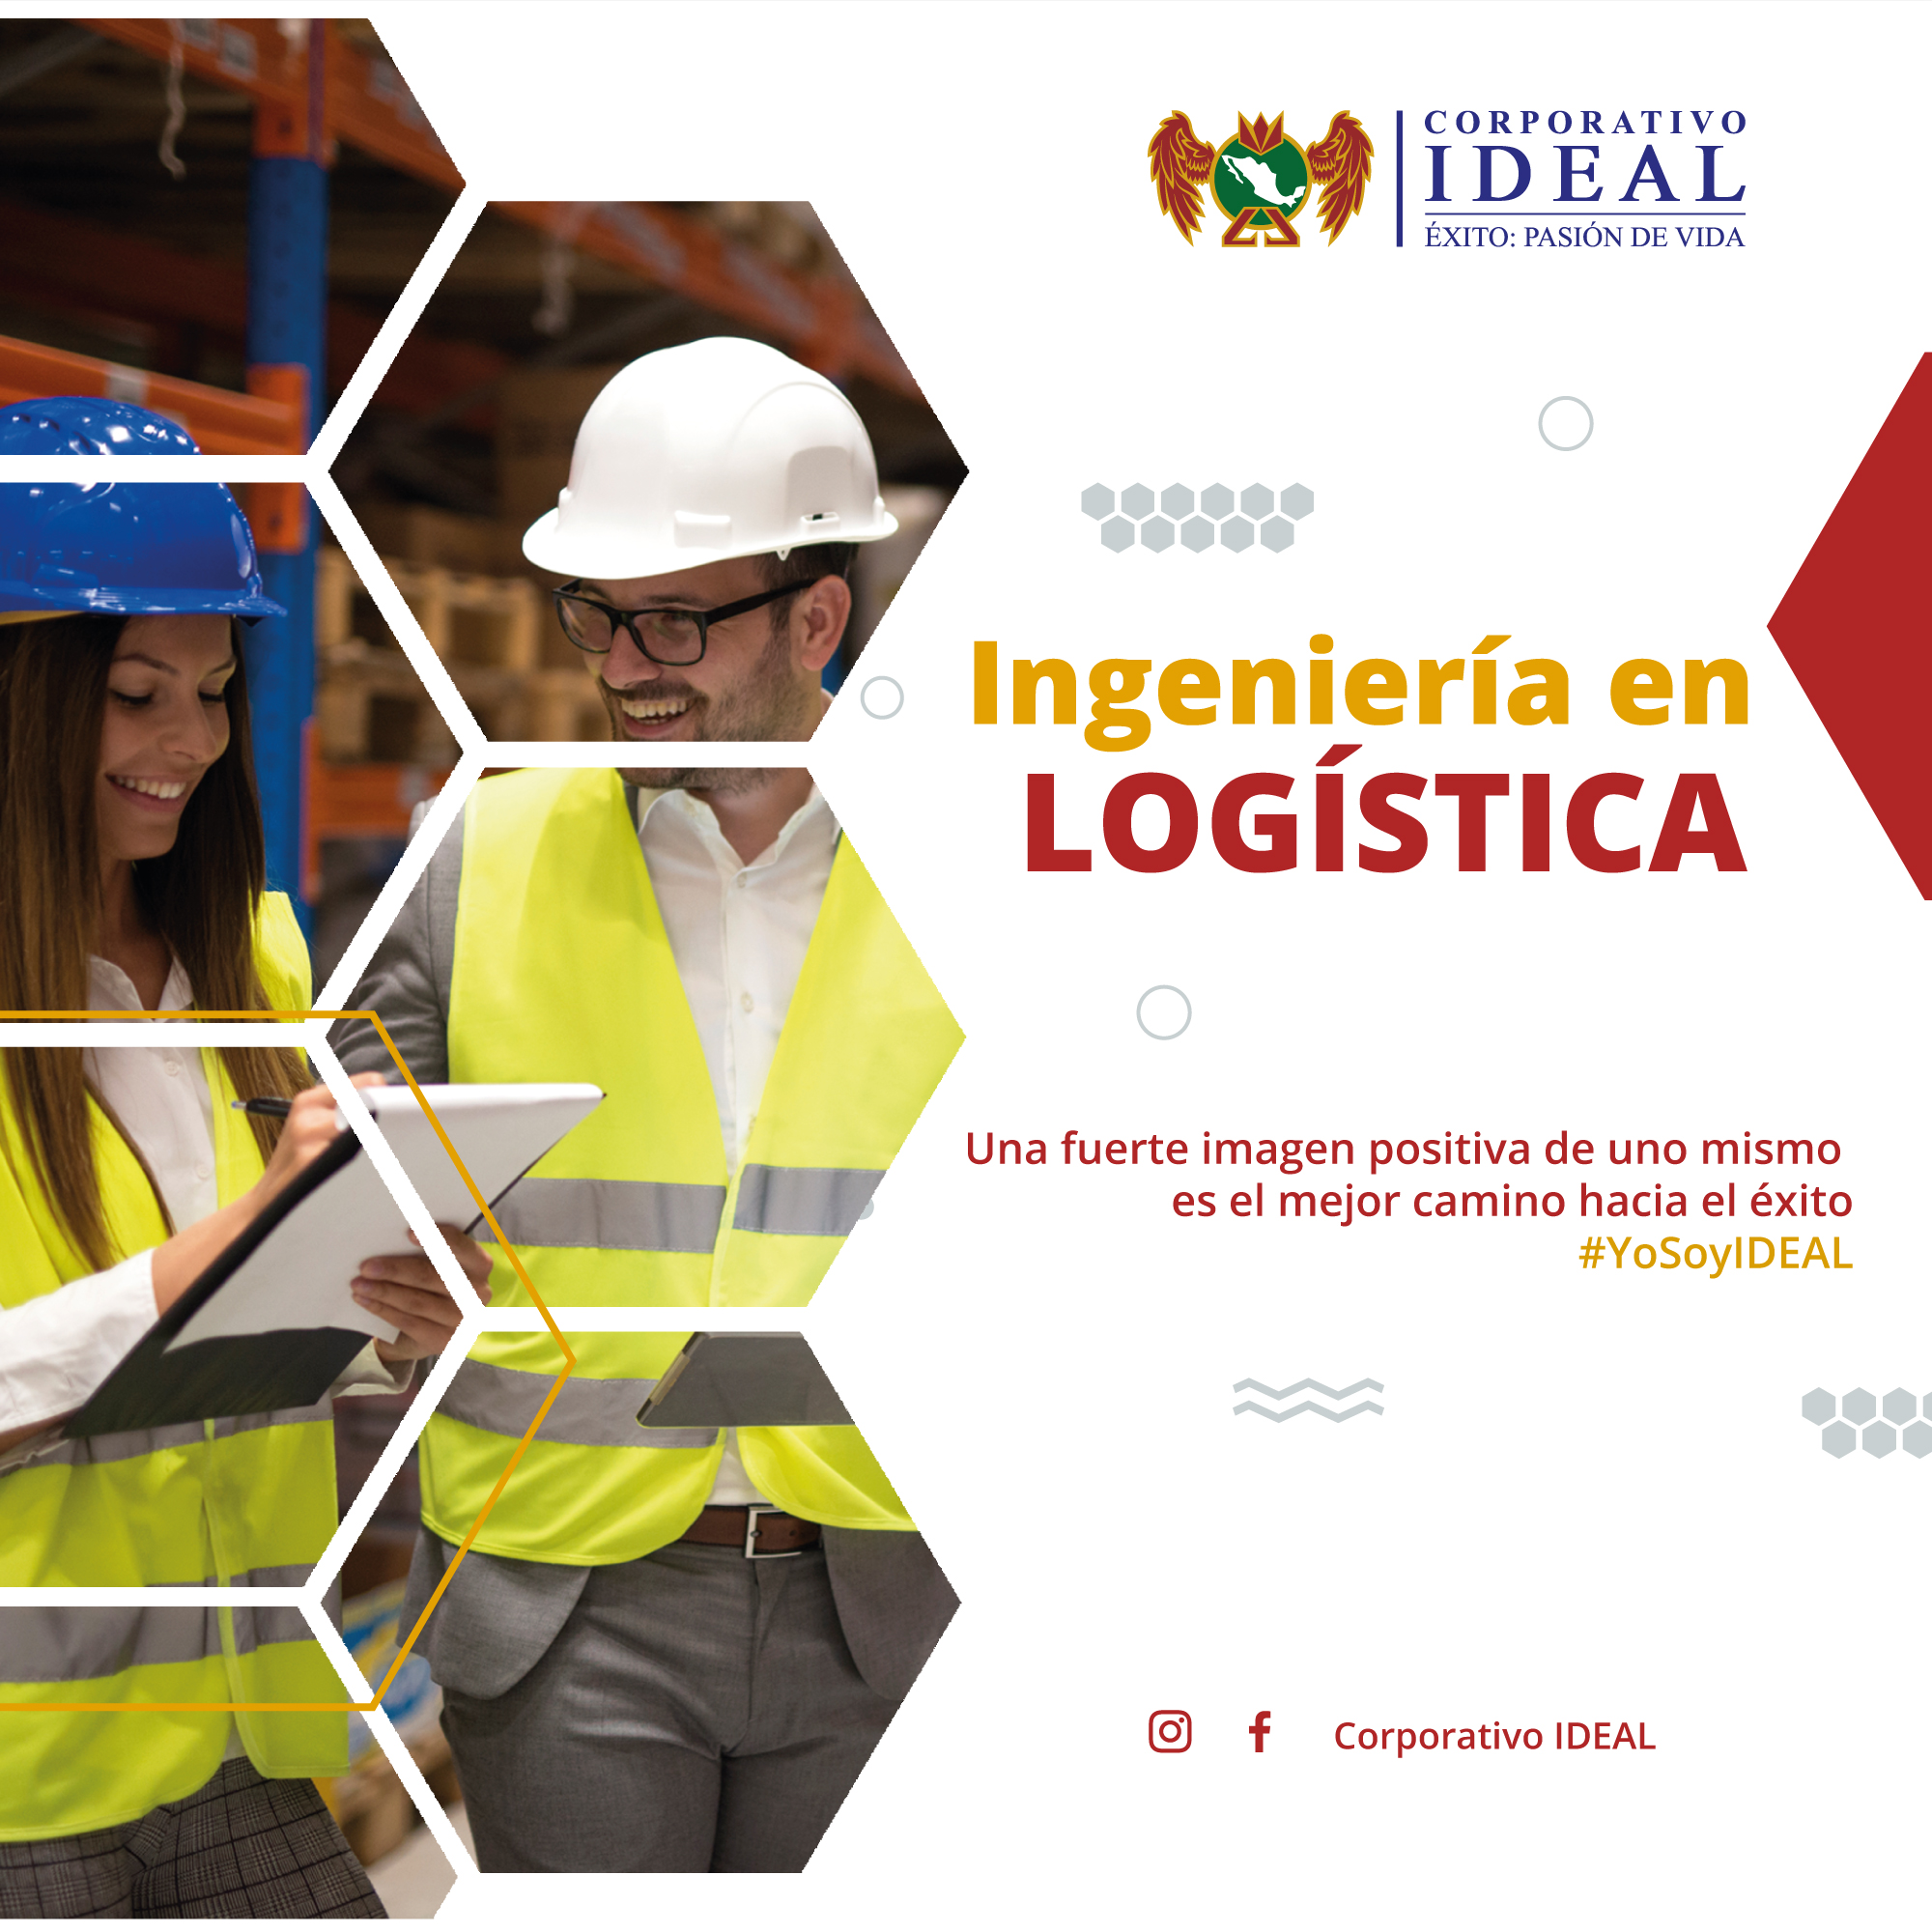 CORPORATIVO
IDEAL
ÉXITO: PASIÓN DE VIDA
Ingeniería en
LOGÍSTICA
Una fuerte imagen positiva de uno mismo
es el mejor camino hacia el éxito
#YoSoyIDEAL
Corporativo IDEAL